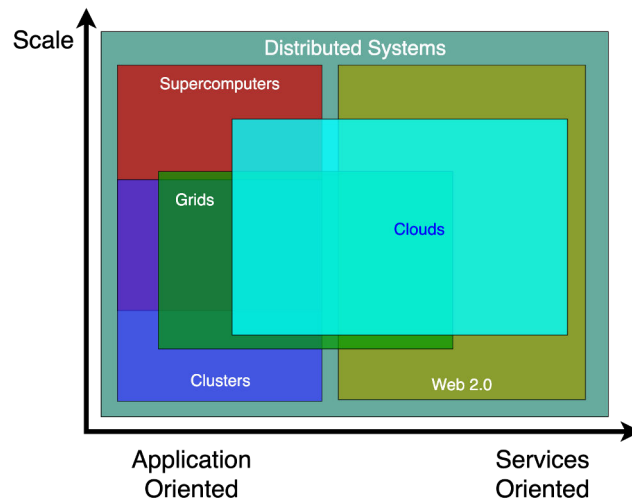 Scale
Distributed Systems
Supercomputers
Grids
Clouds
Clusters
Web 2.0
Application
Oriented
Services
Oriented